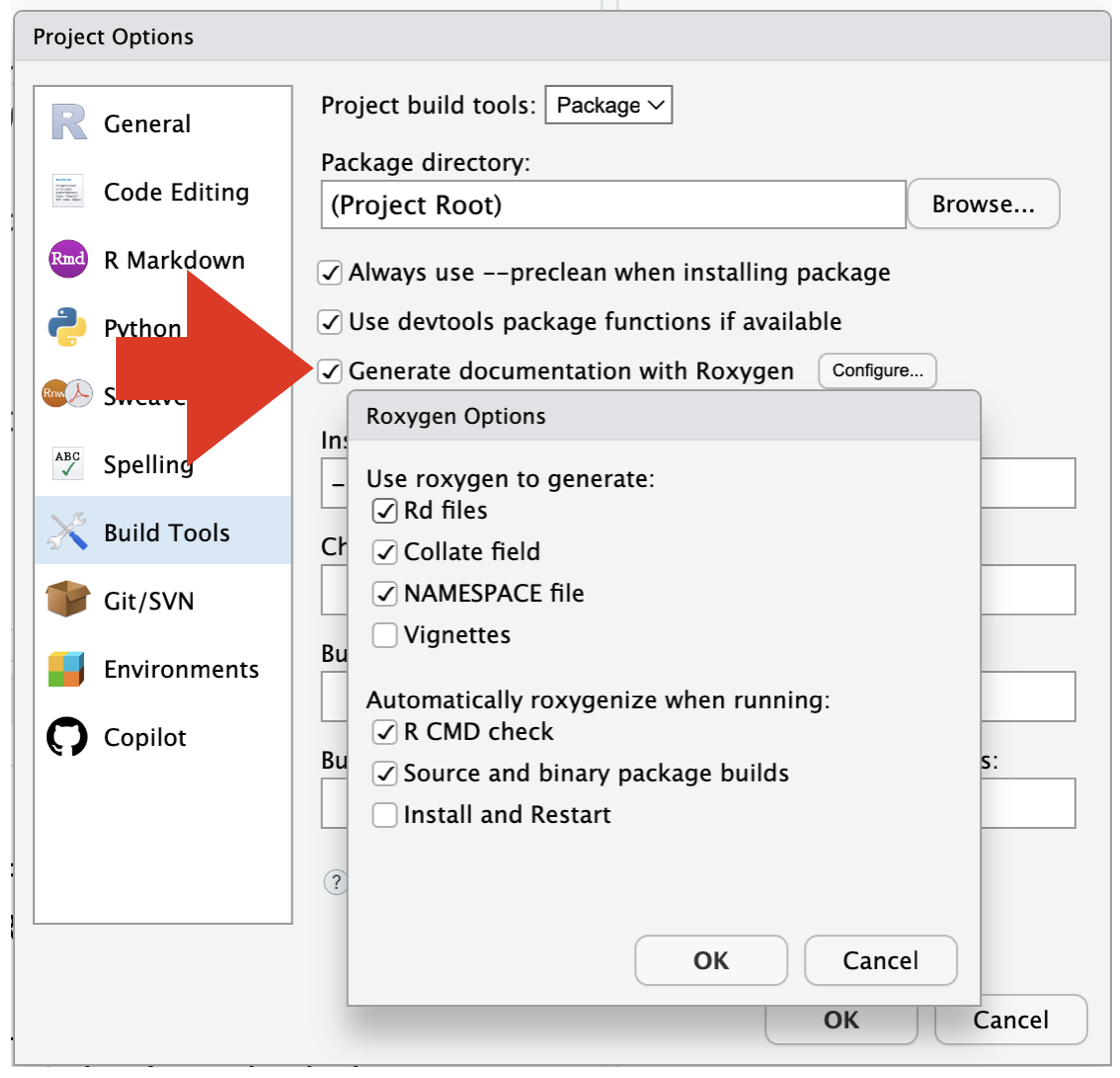 Project Options
General
Code Editing
Rmd
R Markdown
Python
Rnw
Sweave
ABC
Spelling
Build Tools
Git/SVN
Environments
Copilot
Project build tools: Package
Package directory:
(Project Root)
Browse...
Always use --preclean when installing package
Use devtools package functions if available
Generate documentation with Roxygen
Configure...
Ins
Ch
Bu
Bu
s:
?
Roxygen Options
Use roxygen to generate:
Rd files
Collate field
NAMESPACE file
Vignettes
Automatically roxygenize when running:
R CMD check
Source and binary package builds
Install and Restart
OK
Cancel
OK
Cancel